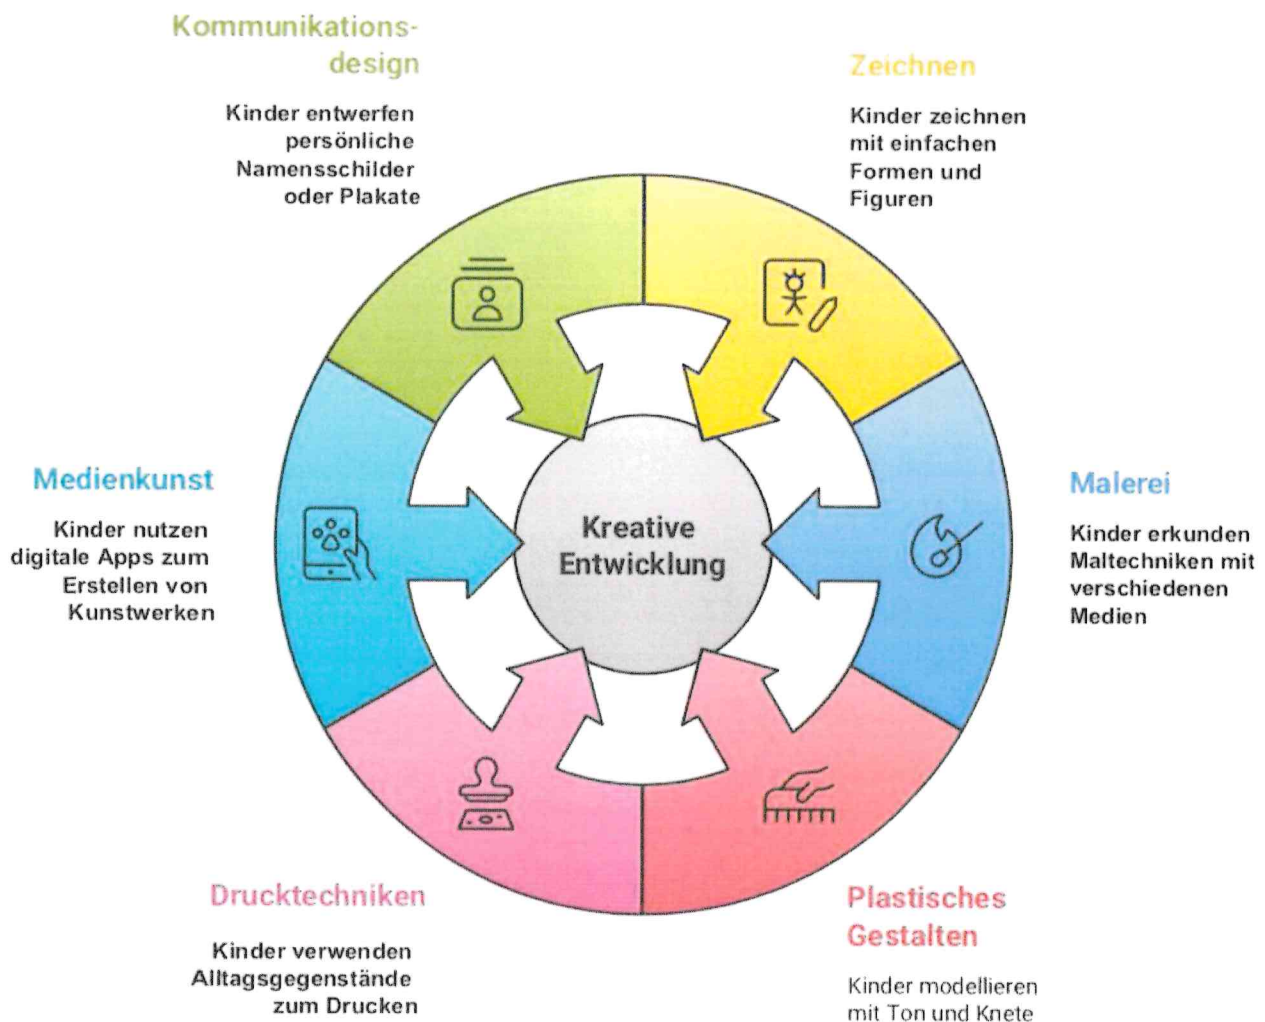 Kommunikations-
design
Kinder entwerfen
persönliche
Namensschilder
oder Plakate
Zeichnen
Kinder zeichnen
mit einfachen
Formen und
Figuren
Medienkunst
Kinder nutzen
digitale Apps zum
Erstellen von
Kunstwerken
Kreative
Entwicklung
Malerei
Kinder erkunden
Maltechniken mit
verschiedenen
Medien
Drucktechniken
Kinder verwenden
Alltagsgegenstände
zum Drucken
Plastisches
Gestalten
Kinder modellieren
mit Ton und Knete